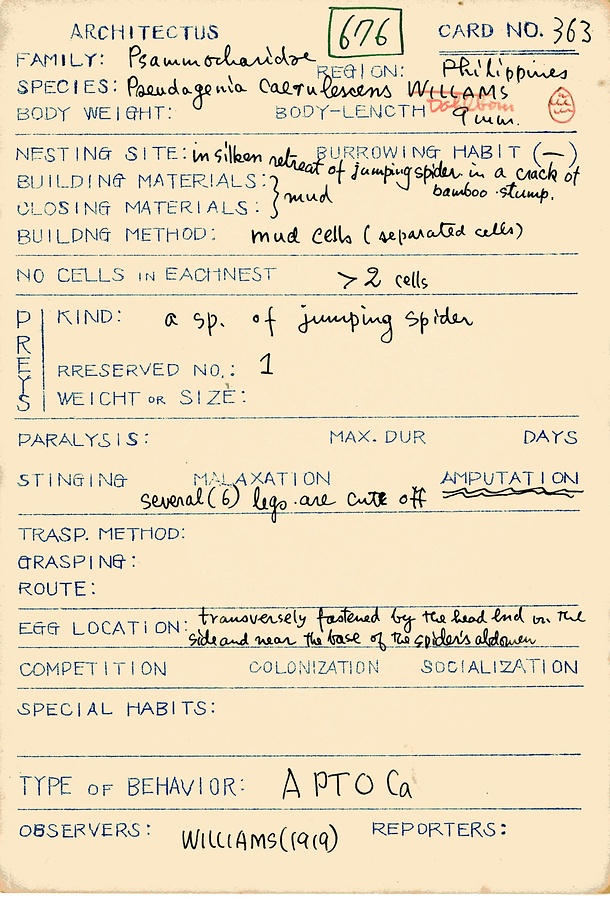 ARCHITECTUS 676 CARD NO. 363
FAMILY: Psammocharidae REGION: Philippines
SPECIES: Pseudagenia caerulescens WILLIAMS
BODY WEIGHT: BODY-LENGTH Dahlbom 9 mm.
NESTING SITE: in silken retreat of jumping spider in a crack of bamboo stump. BURROWING HABIT (—)
BUILDING MATERIALS: } mud
CLOSING MATERIALS:
BUILDNG METHOD: mud cells (separated cells)
NO CELLS IN EACHNEST >2 cells
PREYS
KIND: a sp. of jumping spider
RRESERVED NO.: 1
WEICHT OR SIZE:
PARALYSIS: MAX. DUR DAYS
STINGING MALAXATION AMPUTATION
several (6) legs are cute off
TRASP. METHOD:
GRASPING:
ROUTE:
EGG LOCATION: transversely fastened by the head end on the
side and near the base of the spider's abdomen
COMPETITION COLONIZATION SOCIALIZATION
SPECIAL HABITS:
TYPE OF BEHAVIOR: A P T O Ca
OBSERVERS: WILLIAMS (1919) REPORTERS: